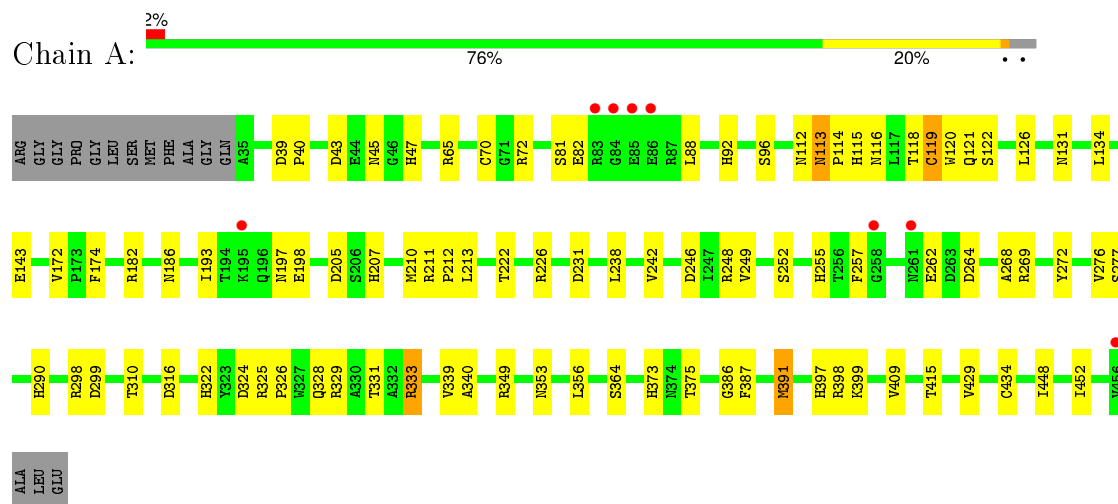 2%
Chain A:
76% 20% • •
ARG GLY GLY PRO GLY LEU SER MET PHE ALA GLY GLN A35 D39 P40 D43 E44 N45 G46 H47 R65 C70 G71 R72 S81 E82 R83 G84 E85 E86 R87 L88 H92 S96 N112 N113 P114 H115 N116 L117 T118 C119 W120 Q121 S122 L126 N131 L134
E143 V172 P173 F174 R182 N186 I193 T194 K195 Q196 N197 E198 D205 S206 H207 M210 R211 P212 L213 T222 R226 D231 L238 V242 D246 I247 R248 V249 S252 H255 T256 F257 G258 N261 E262 D263 D264 A268 R269 Y272 V276 S277
H290 R298 D299 T310 D316 H322 Y323 D324 R325 P326 W327 Q328 R329 A330 T331 A332 R333 V339 A340 R349 N353 L356 S364 H373 N374 T375 G386 F387 M391 H397 R398 K399 V409 T415 V429 C434 I448 I452 V456
ALA LEU GLU